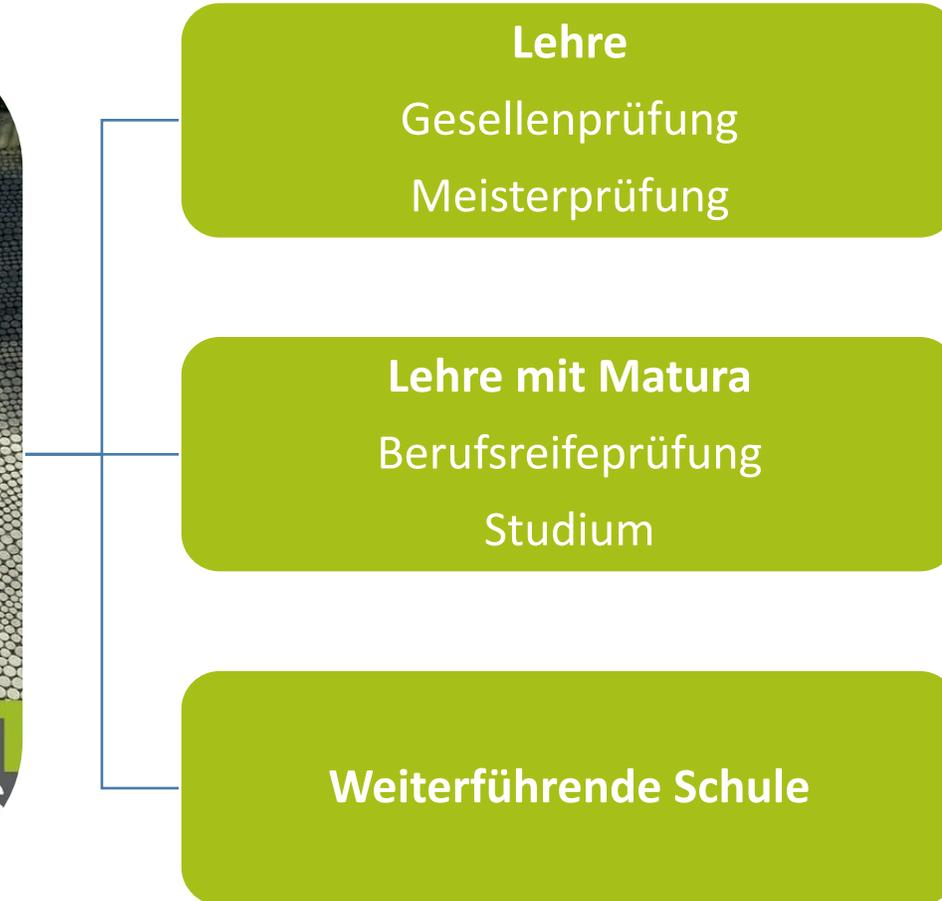 Lehre
Gesellenprüfung
Meisterprüfung
Lehre mit Matura
Berufsreifeprüfung
Studium
Weiterführende Schule